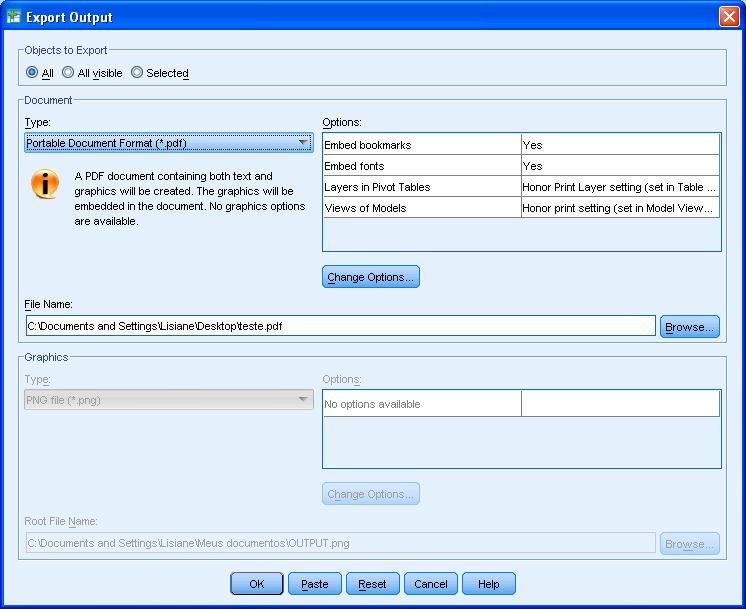 Export Output
Objects to Export
All All visible Selected
Document
Type:
Portable Document Format (*.pdf)
A PDF document containing both text and
graphics will be created. The graphics will be
embedded in the document. No graphics options
are available.
Options:
Embed bookmarks Yes
Embed fonts Yes
Layers in Pivot Tables Honor Print Layer setting (set in Table ...
Views of Models Honor print setting (set in Model View...
Change Options...
File Name:
C:\Documents and Settings\Lisiane\Desktop\teste.pdf
Browse...
Graphics
Type:
PNG file (*.png)
Options:
No options available
Change Options...
Root File Name:
C:\Documents and Settings\Lisiane\Meus documentos\OUTPUT.png
Browse...
OK Paste Reset Cancel Help